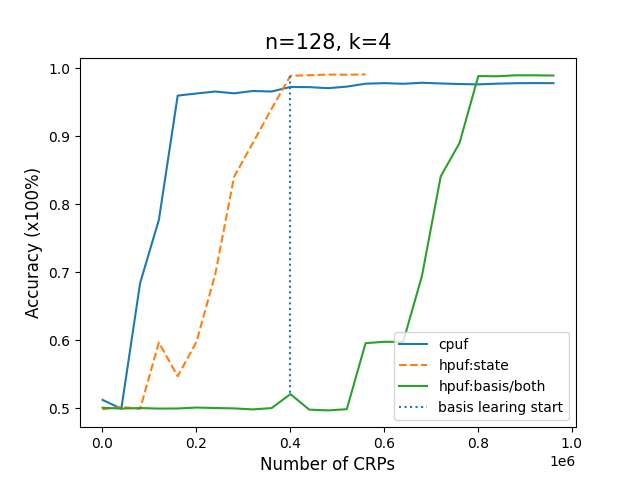 n=128, k=4
Accuracy (x100%)
1.0
0.9
0.8
0.7
0.6
0.5
cpuf
hpuf:state
hpuf:basis/both
basis learing start
0.0 0.2 0.4 0.6 0.8 1.0
1e6
Number of CRPs